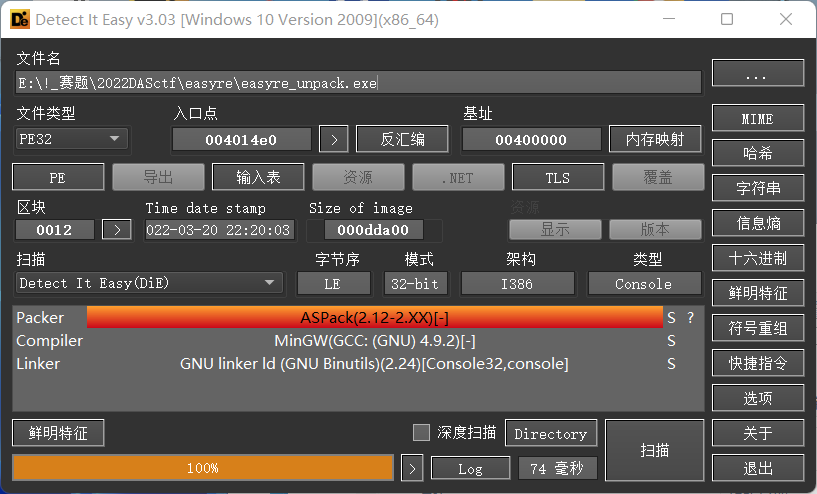 Detect It Easy v3.03 [Windows 10 Version 2009](x86_64)
文件名
E:\!_赛题\2022DASctf\easyre\easyre_unpack.exe
...
文件类型 入口点 基址
PE32 004014e0 > 反汇编 00400000 内存映射
MIME
哈希
PE 导出 输入表 资源 .NET TLS 覆盖
字符串
区块 Time date stamp Size of image 资源
0012 > 022-03-20 22:20:03 000dda00 显示 版本
信息熵
扫描 字节序 模式 架构 类型
十六进制
Detect It Easy(DiE) LE 32-bit I386 Console
鲜明特征
Packer ASPack(2.12-2.XX)[-] S ?
符号重组
Compiler MinGW(GCC: (GNU) 4.9.2)[-] S
Linker GNU linker ld (GNU Binutils)(2.24)[Console32,console] S
快捷指令
选项
鲜明特征 深度扫描 Directory 扫描
关于
100% > Log 74 毫秒
退出